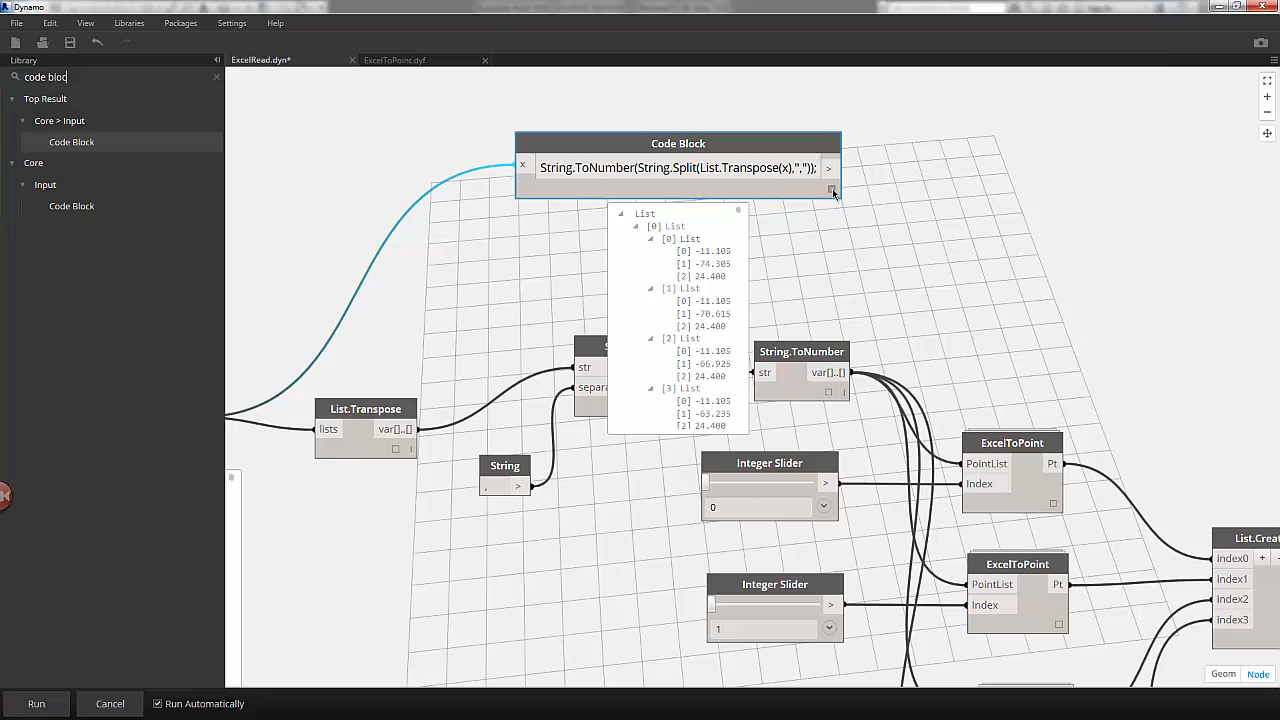 Dynamo
File Edit View Libraries Packages Settings Help
Library
ExcelRead.dyn*
ExcelToPoint.dyf
code bloc
Top Result
Core > Input
Code Block
Core
Input
Code Block
Code Block
x
String.ToNumber(String.Split(List.Transpose(x),","));
>
List
[0] List
[0] List
[0] -11.105
[1] -74.305
[2] 24.400
[1] List
[0] -11.105
[1] -70.615
[2] 24.400
[2] List
[0] -11.105
[1] -66.925
[2] 24.400
[3] List
[0] -11.105
[1] -63.235
[2] 24.400
List.Transpose
lists var[]..[]
String
, >
str
separa
String.ToNumber
str var[]..[]
Integer Slider
>
0
ExcelToPoint
PointList Pt
Index
Integer Slider
>
1
ExcelToPoint
PointList Pt
Index
List.Creat
index0 + -
index1
index2
index3
Geom Node
Run Cancel Run Automatically